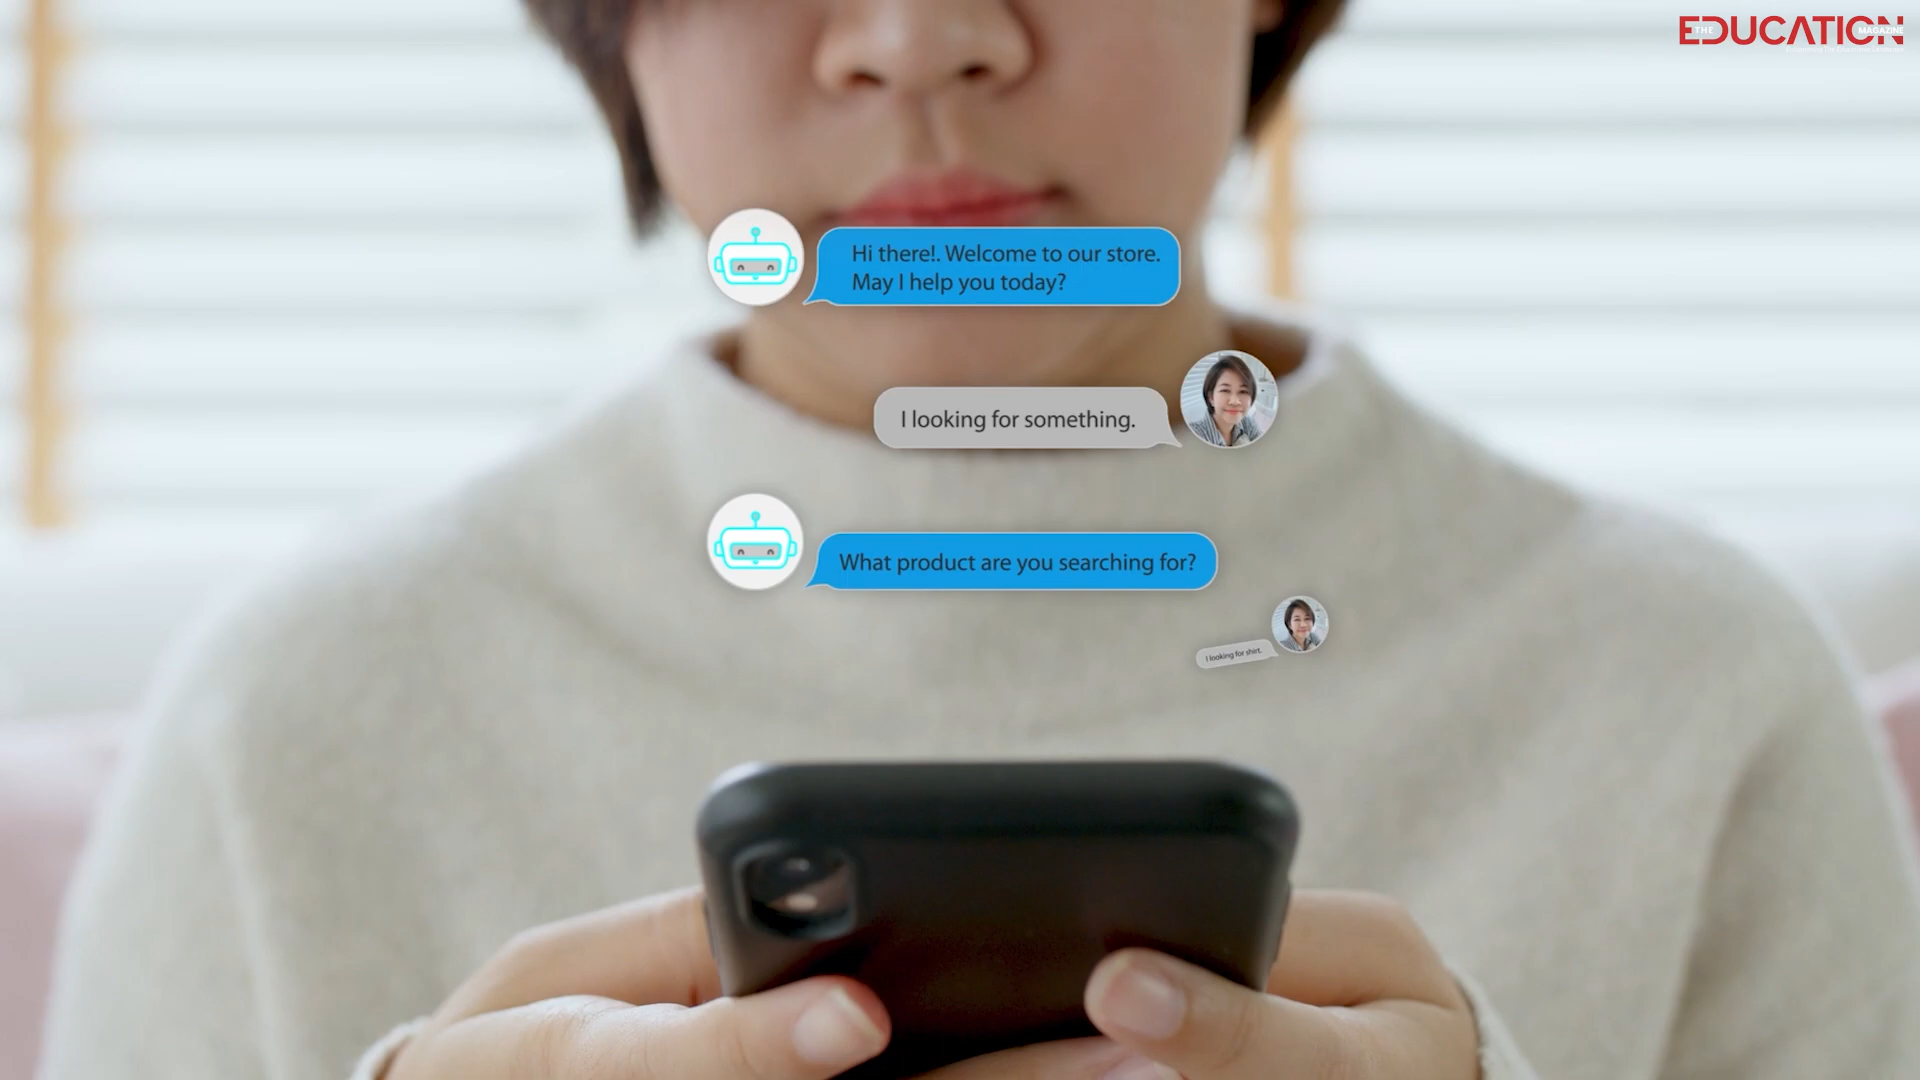 THE EDUCATION MAGAZINE
Hi there!. Welcome to our store.
May I help you today?
I looking for something.
What product are you searching for?
I looking for shirt.